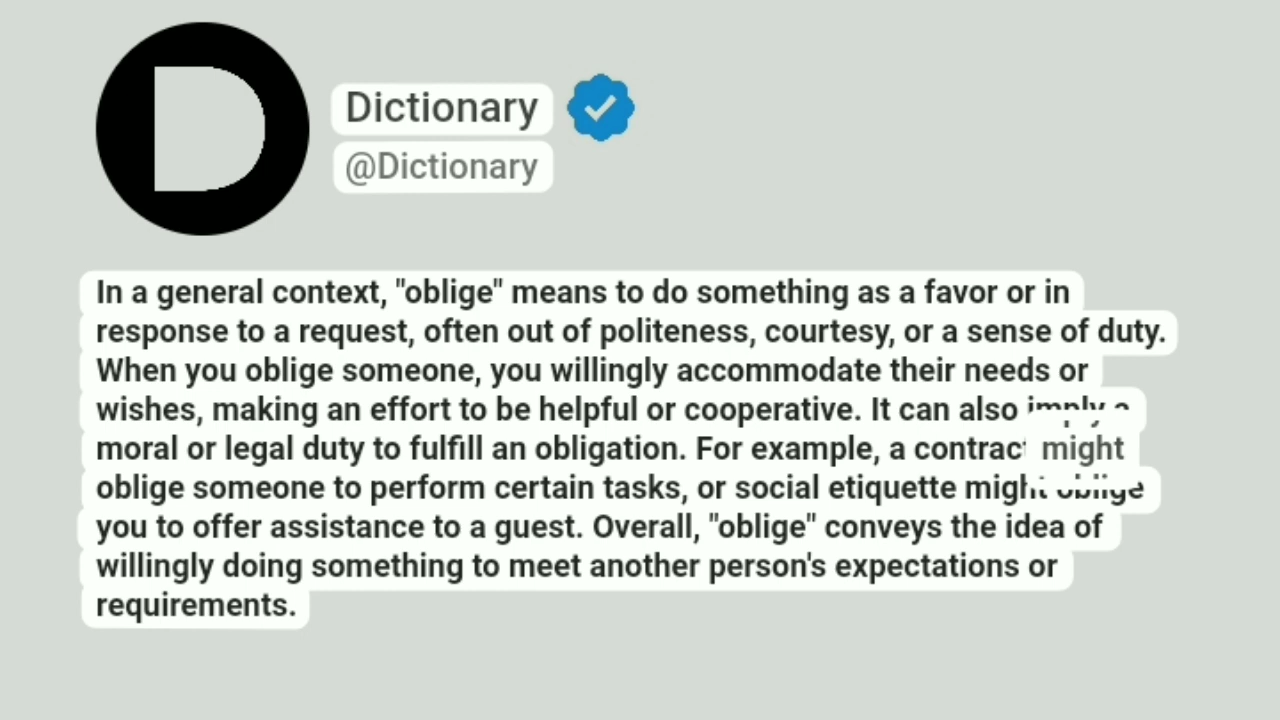 D
Dictionary
@Dictionary
In a general context, "oblige" means to do something as a favor or in
response to a request, often out of politeness, courtesy, or a sense of duty.
When you oblige someone, you willingly accommodate their needs or
wishes, making an effort to be helpful or cooperative. It can also imply a
moral or legal duty to fulfill an obligation. For example, a contract might
oblige someone to perform certain tasks, or social etiquette might oblige
you to offer assistance to a guest. Overall, "oblige" conveys the idea of
willingly doing something to meet another person's expectations or
requirements.